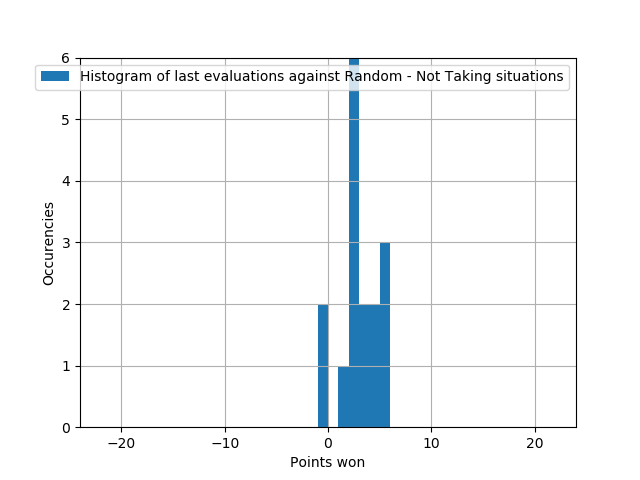 Histogram of last evaluations against Random - Not Taking situations
6
5
4
3
2
1
0
Occurencies
−20 −10 0 10 20
Points won